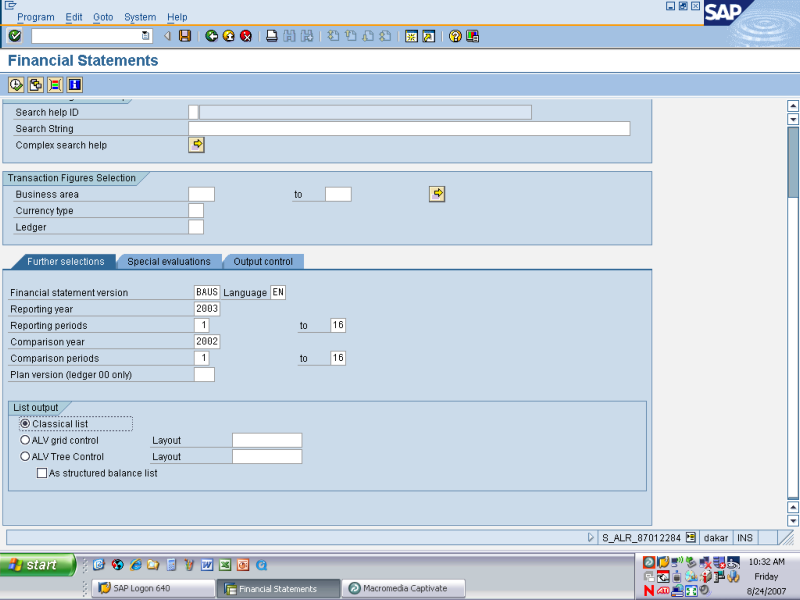 Program Edit Goto System Help
SAP
Financial Statements
Search help ID
Search String
Complex search help
Transaction Figures Selection
Business area to
Currency type
Ledger
Further selections Special evaluations Output control
Financial statement version BAUS Language EN
Reporting year 2003
Reporting periods 1 to 16
Comparison year 2002
Comparison periods 1 to 16
Plan version (ledger 00 only)
List output
Classical list
ALV grid control Layout
ALV Tree Control Layout
As structured balance list
S_ALR_87012284 dakar INS
start
10:32 AM
SAP Logon 640 Financial Statements Macromedia Captivate
Friday
8/24/2007